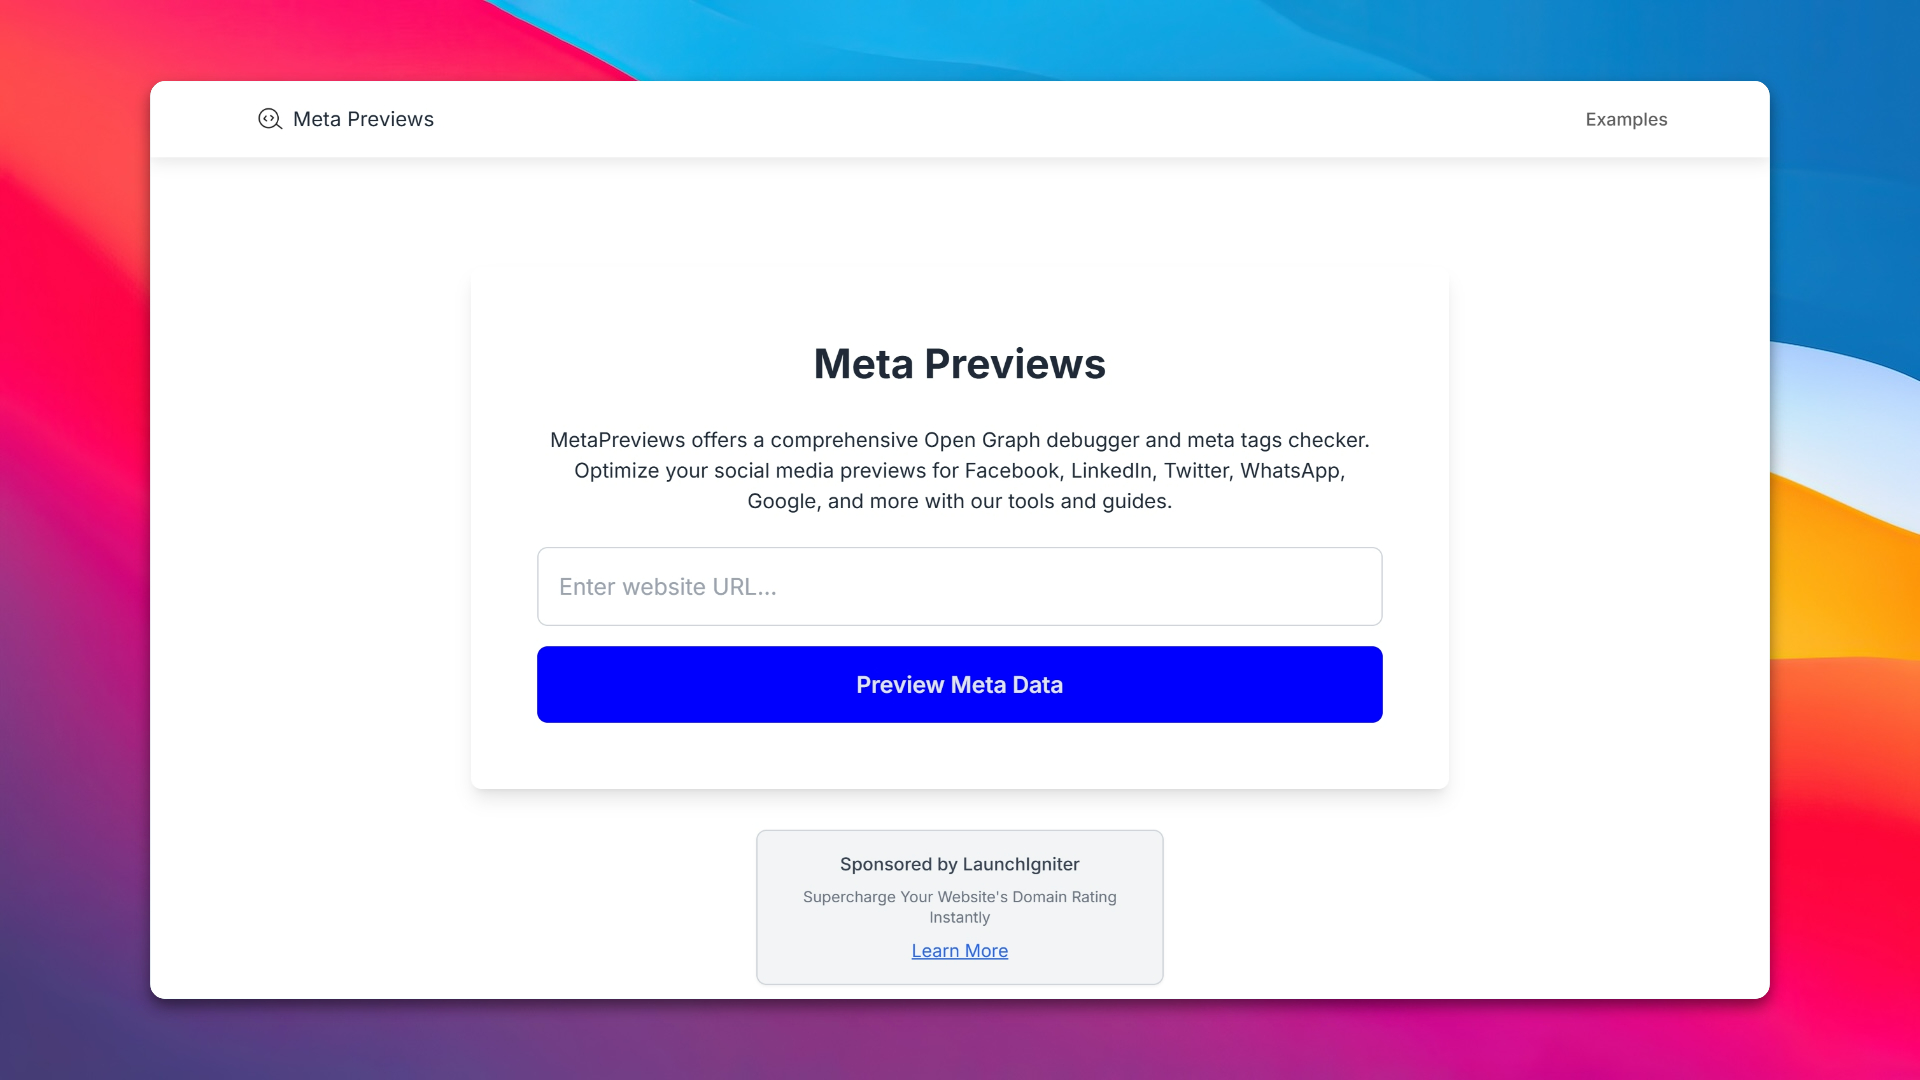 Meta Previews
Examples
Meta Previews
MetaPreviews offers a comprehensive Open Graph debugger and meta tags checker.
Optimize your social media previews for Facebook, LinkedIn, Twitter, WhatsApp,
Google, and more with our tools and guides.
Enter website URL...
Preview Meta Data
Sponsored by LaunchIgniter
Supercharge Your Website's Domain Rating
Instantly
Learn More